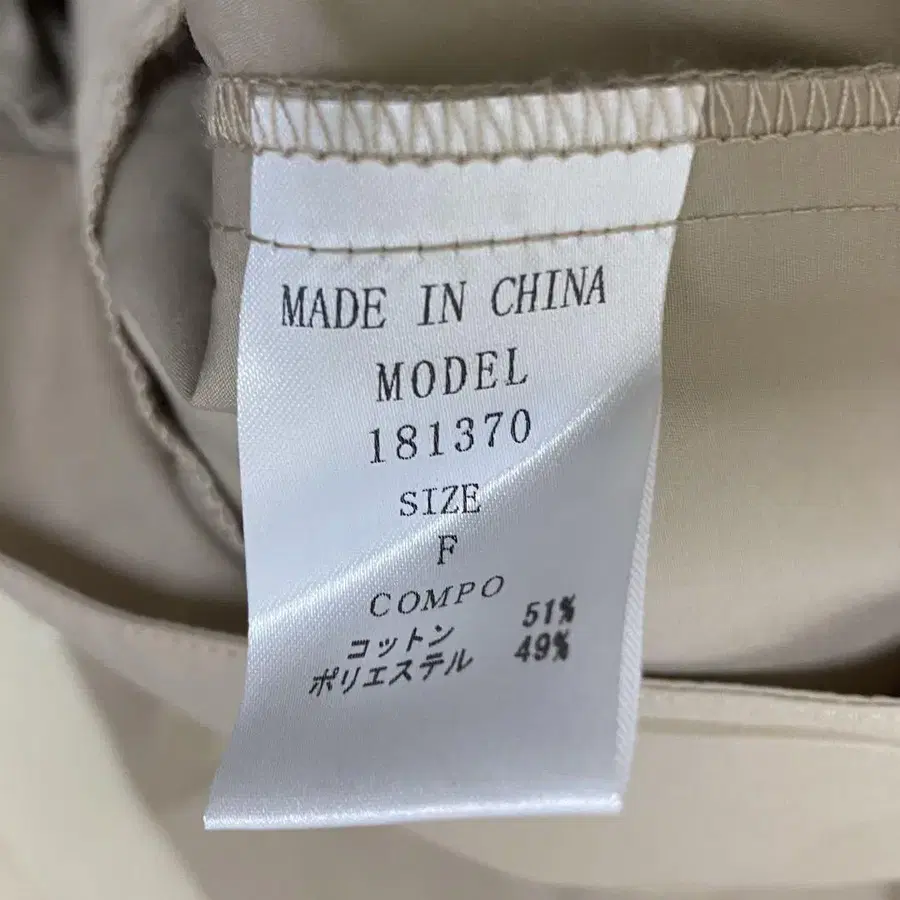 MADE IN CHINA
MODEL
181370
SIZE
F
COMPO
コットン 51%
ポリエステル 49%